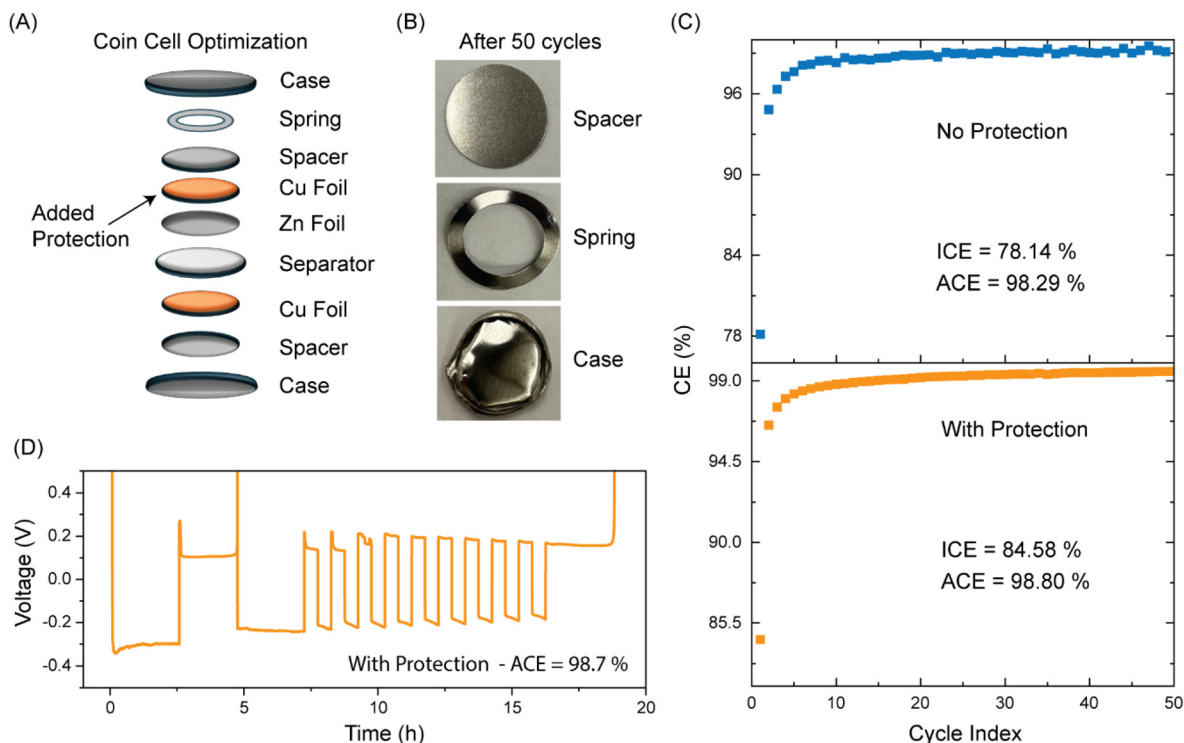 (A)
Coin Cell Optimization
Case
Spring
Spacer
Cu Foil
Added
Protection
Zn Foil
Separator
Cu Foil
Spacer
Case
(B)
After 50 cycles
Spacer
Spring
Case
(C)
96
90
84
78
No Protection
ICE = 78.14 %
ACE = 98.29 %
CE (%)
99.0
94.5
90.0
85.5
With Protection
ICE = 84.58 %
ACE = 98.80 %
0
10
20
30
40
50
Cycle Index
(D)
Voltage (V)
0.4
0.2
0.0
-0.2
-0.4
With Protection - ACE = 98.7 %
0
5
10
15
20
Time (h)